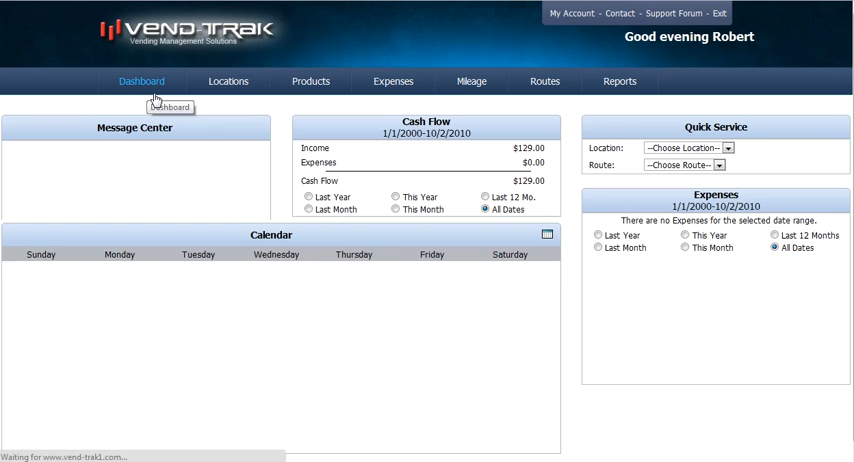 My Account - Contact - Support Forum - Exit
VEND-TRAK
Vending Management Solutions
Good evening Robert
Dashboard Locations Products Expenses Mileage Routes Reports
Dashboard
Message Center
Cash Flow
1/1/2000-10/2/2010
Income $129.00
Expenses $0.00
Cash Flow $129.00
Last Year This Year Last 12 Mo.
Last Month This Month All Dates
Quick Service
Location: --Choose Location--
Route: --Choose Route--
Expenses
1/1/2000-10/2/2010
There are no Expenses for the selected date range.
Last Year This Year Last 12 Months
Last Month This Month All Dates
Calendar
Sunday Monday Tuesday Wednesday Thursday Friday Saturday
Waiting for www.vend-trak1.com...